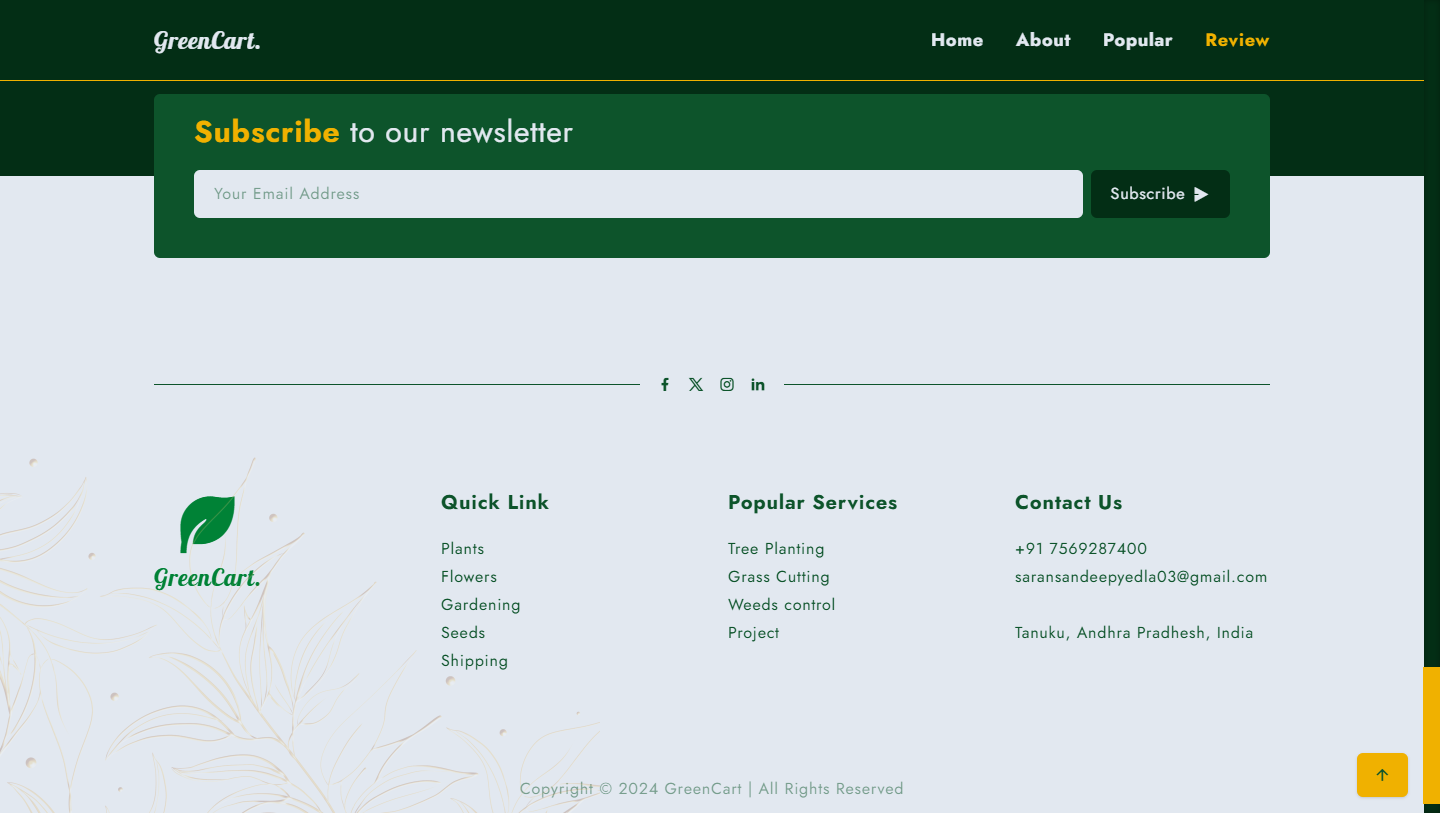 GreenCart.
Home About Popular Review
Subscribe to our newsletter
Your Email Address
Subscribe
GreenCart.
Quick Link
Plants
Flowers
Gardening
Seeds
Shipping
Popular Services
Tree Planting
Grass Cutting
Weeds control
Project
Contact Us
+91 7569287400
saransandeepyedla03@gmail.com
Tanuku, Andhra Pradhesh, India
Copyright © 2024 GreenCart | All Rights Reserved